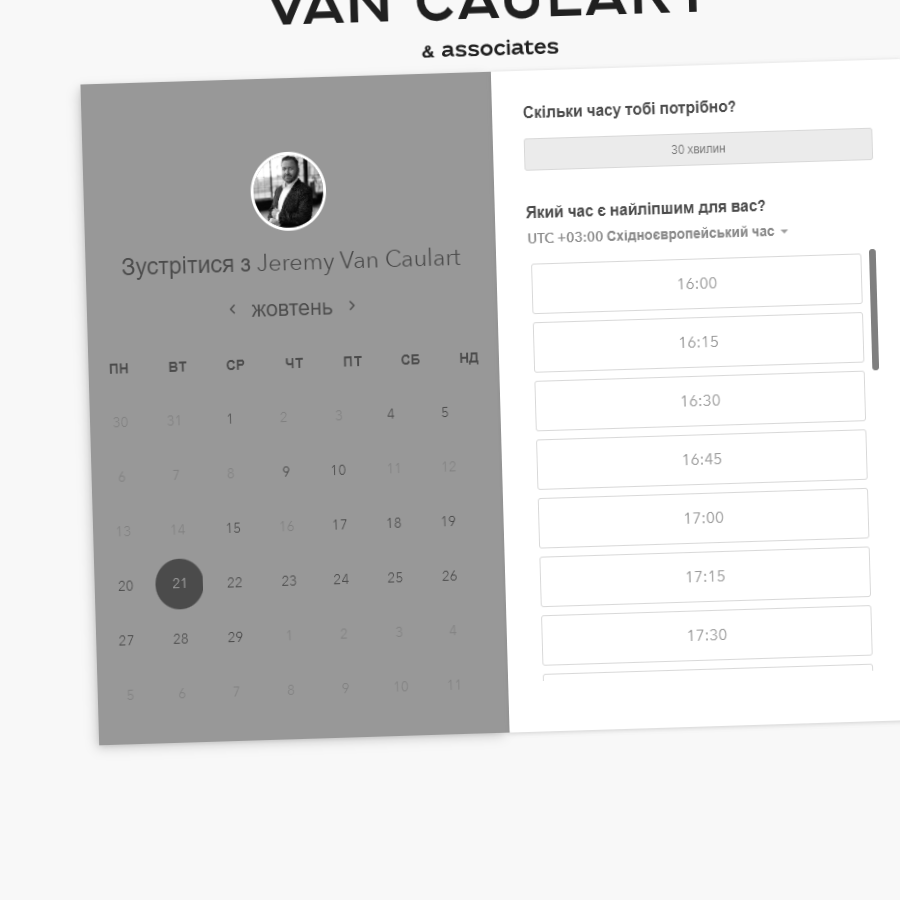 VAN CAULART
& associates
Зустрітися з Jeremy Van Caulart
жовтень
ПН ВТ СР ЧТ ПТ СБ НД
30 31 1 2 3 4 5
6 7 8 9 10 11 12
13 14 15 16 17 18 19
20 21 22 23 24 25 26
27 28 29 1 2 3 4
5 6 7 8 9 10 11
Скільки часу тобі потрібно?
30 хвилин
Який час є найліпшим для вас?
UTC +03:00 Східноєвропейський час
16:00
16:15
16:30
16:45
17:00
17:15
17:30